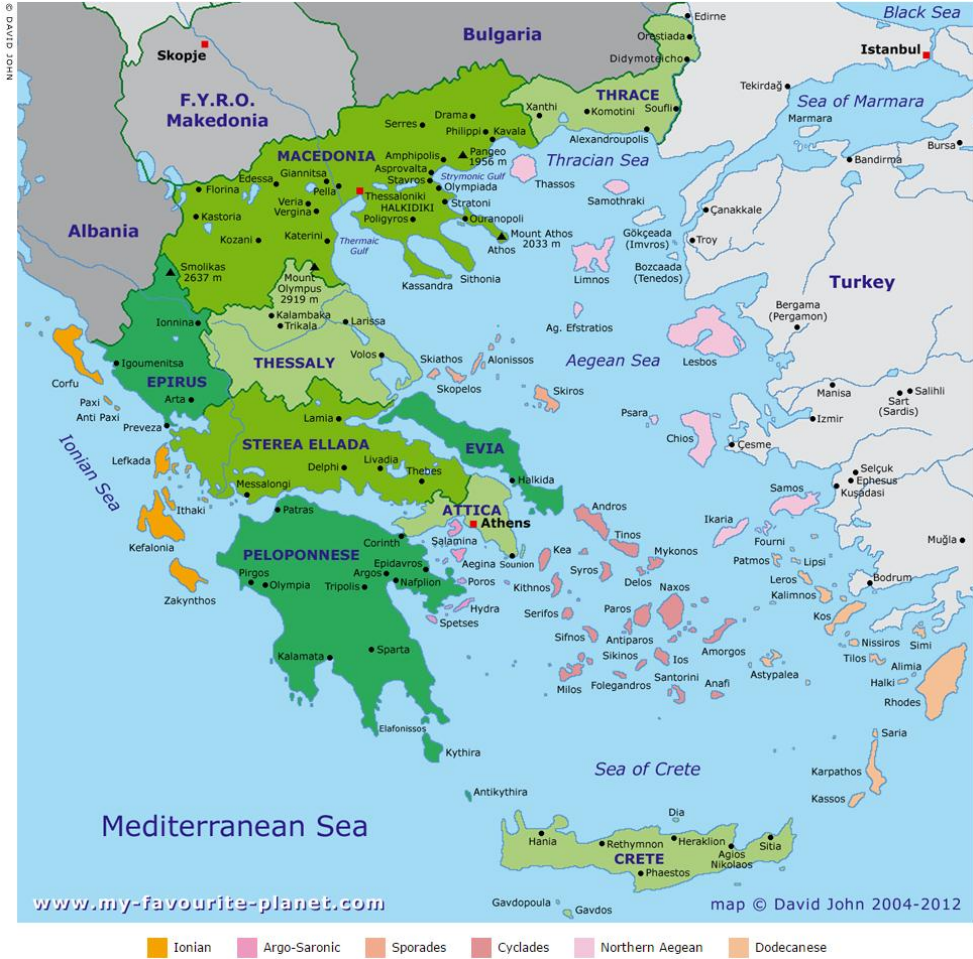 © DAVID JOHN
Black Sea
Edirne
Bulgaria
Orestiada
Skopje
Istanbul
Didymoteicho
Tekirdağ
F.Y.R.O.
Makedonia
THRACE
Sea of Marmara
Xanthi
Komotini
Soufli
Marmara
Drama
Serres
Philippi
Kavala
Alexandroupolis
Bursa
MACEDONIA
Amphipolis
Pangeo
1956 m
Thracian Sea
Bandirma
Giannitsa
Asprovalta
Strymonic Gulf
Edessa
Stavros
Thassos
Florina
Pella
Olympiada
Thessaloniki
Samothraki
Veria
HALKIDIKI
Stratoni
Vergina
Poligyros
Ouranopoli
Çanakkale
Kastoria
Albania
Gökçeada
(Imvros)
Kozani
Katerini
Thermaic
Gulf
Mount Athos
2033 m
Athos
Troy
Smolikas
2637 m
Mount
Olympus
2919 m
Kassandra
Sithonia
Limnos
Bozcaada
(Tenedos)
Turkey
Bergama
(Pergamon)
Ionnina
Kalambaka
Trikala
Larissa
Ag. Efstratios
Volos
Skiathos
Alonissos
Aegean Sea
Lesbos
Igoumenitsa
THESSALY
Corfu
EPIRUS
Skopelos
Skiros
Manisa
Salihli
Sart
(Sardis)
Paxi
Anti Paxi
Arta
Psara
Izmir
Preveza
Lamia
Chios
Çesme
STEREA ELLADA
EVIA
Ionian Sea
Lefkada
Delphi
Livadia
Thebes
Selçuk
Ephesus
Kuşadasi
Messalongi
Halkida
Samos
Ithaki
Patras
ATTICA
Andros
Athens
Ikaria
Kefalonia
Corinth
Salamina
Tinos
Fourni
Muğla
PELOPONNESE
Epidavros
Aegina
Sounion
Kea
Mykonos
Patmos
Lipsi
Pirgos
Olympia
Argos
Nafplion
Poros
Syros
Delos
Leros
Bodrum
Tripolis
Kithnos
Naxos
Kalimnos
Zakynthos
Hydra
Serifos
Paros
Kos
Spetses
Sifnos
Antiparos
Amorgos
Nissiros
Simi
Kalamata
Sparta
Sikinos
Ios
Tilos
Alimia
Santorini
Astypalea
Halki
Milos
Folegandros
Anafi
Rhodes
Elafonissos
Saria
Kythira
Sea of Crete
Karpathos
Antikythira
Kassos
Dia
Mediterranean Sea
Hania
Rethymnon
Heraklion
Sitia
CRETE
Agios
Nikolaos
Phaestos
Gavdopoula
Gavdos
www.my-favourite-planet.com
map © David John 2004-2012
Ionian
Argo-Saronic
Sporades
Cyclades
Northern Aegean
Dodecanese